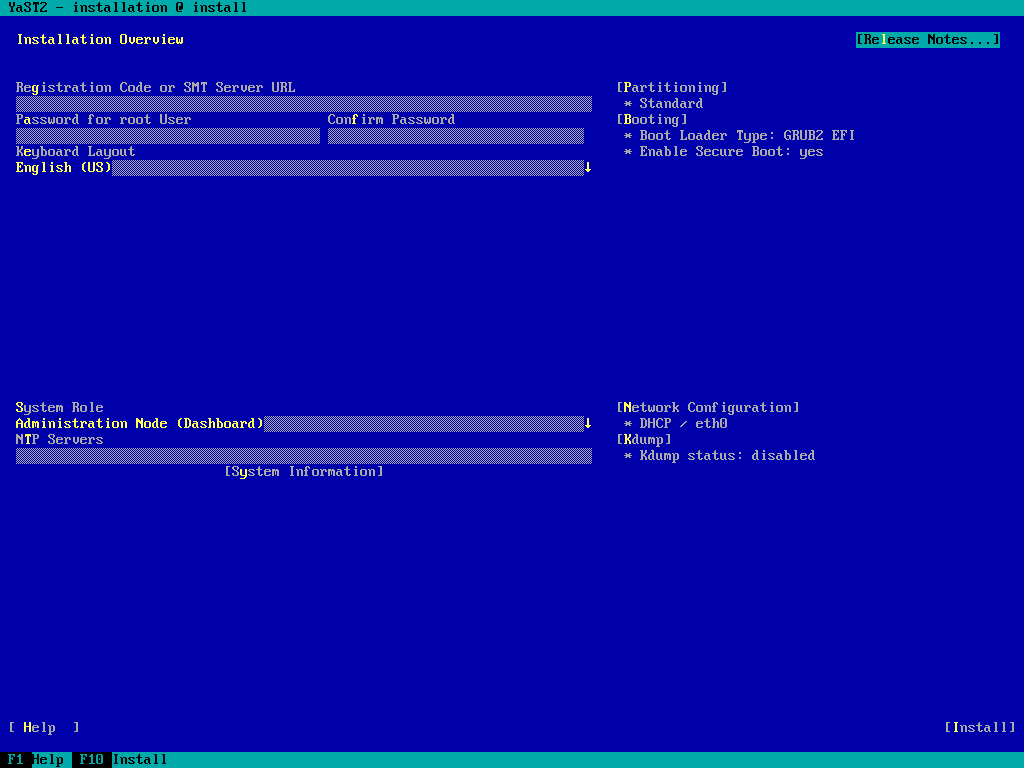 YaST2 - installation @ install
Installation Overview [Release Notes...]
Registration Code or SMT Server URL [Partitioning]
* Standard
Password for root User Confirm Password [Booting]
* Boot Loader Type: GRUB2 EFI
Keyboard Layout * Enable Secure Boot: yes
English (US) ↓
System Role [Network Configuration]
Administration Node (Dashboard) ↓ * DHCP / eth0
NTP Servers [Kdump]
* Kdump status: disabled
[System Information]
[ Help ] [Install]
F1 Help F10 Install